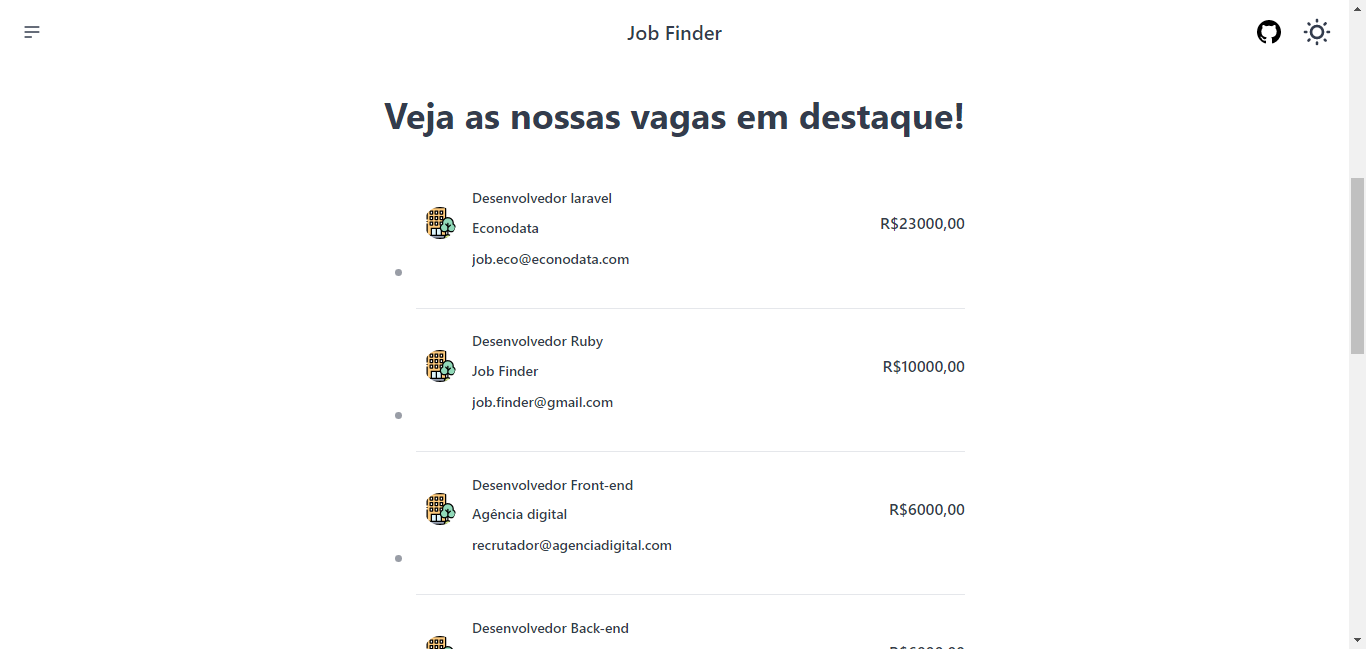 Job Finder
Veja as nossas vagas em destaque!
Desenvolvedor laravel
Econodata
job.eco@econodata.com
R$23000,00
Desenvolvedor Ruby
Job Finder
job.finder@gmail.com
R$10000,00
Desenvolvedor Front-end
Agência digital
recrutador@agenciadigital.com
R$6000,00
Desenvolvedor Back-end